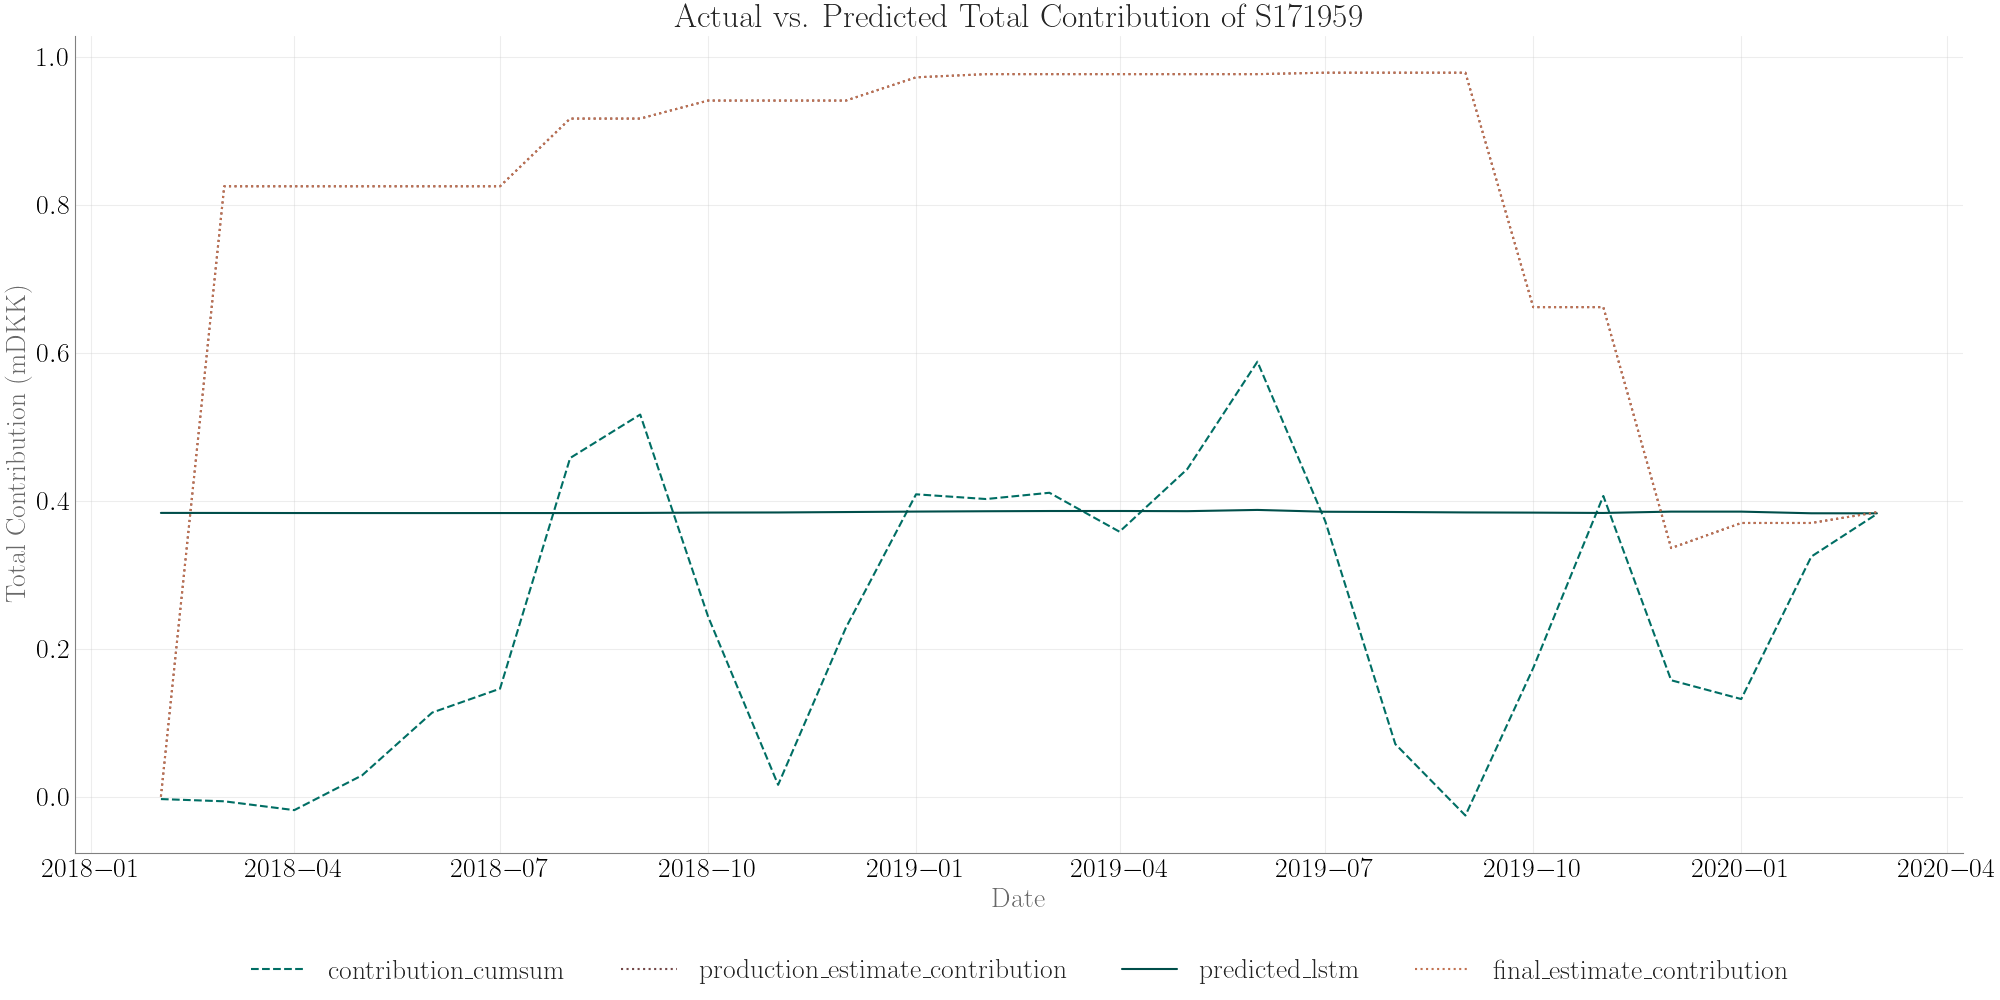 Actual vs. Predicted Total Contribution of S171959
Total Contribution (mDKK)
1.0
0.8
0.6
0.4
0.2
0.0
2018−01 2018−04 2018−07 2018−10 2019−01 2019−04 2019−07 2019−10 2020−01 2020−04
Date
contribution_cumsum production_estimate_contribution predicted_lstm final_estimate_contribution